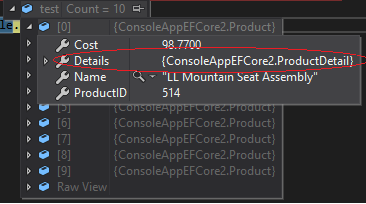 test Count = 10
[0] {ConsoleAppEFCore2.Product}
Cost 98.7700
Details {ConsoleAppEFCore2.ProductDetail}
Name "LL Mountain Seat Assembly"
ProductID 514
[5] {ConsoleAppEFCore2.Product}
[6] {ConsoleAppEFCore2.Product}
[7] {ConsoleAppEFCore2.Product}
[8] {ConsoleAppEFCore2.Product}
[9] {ConsoleAppEFCore2.Product}
Raw View